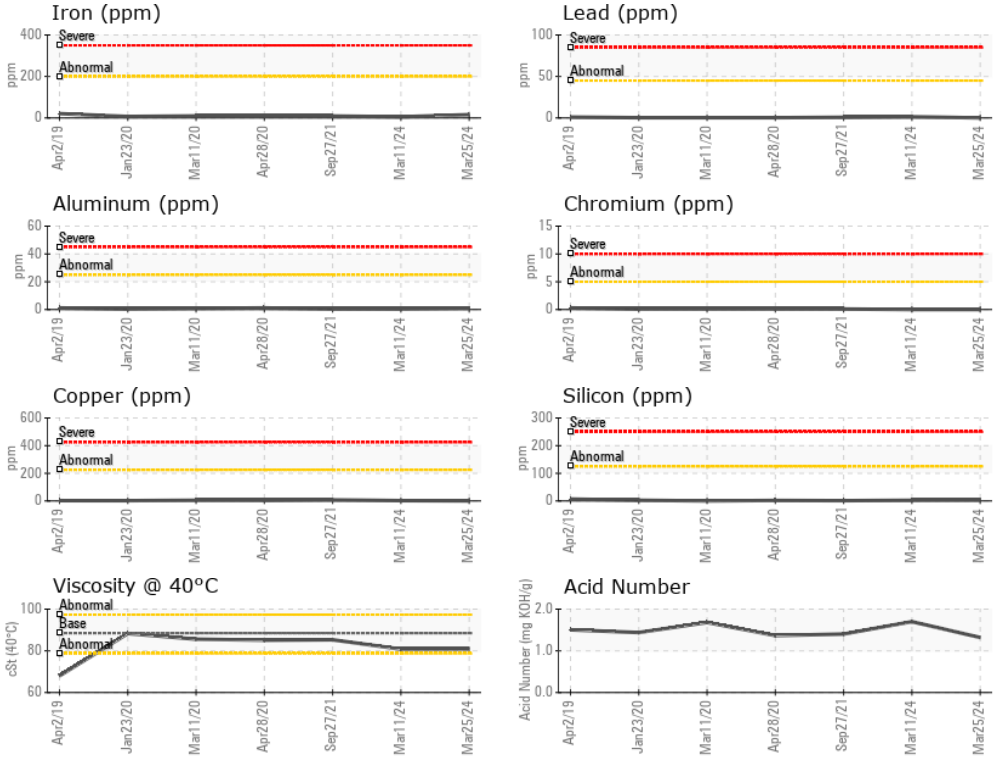 Iron (ppm)
400
200
0
ppm
Severe
Abnormal
Apr2/19
Jan23/20
Mar11/20
Apr28/20
Sep27/21
Mar11/24
Mar25/24
Lead (ppm)
100
50
0
ppm
Severe
Abnormal
Apr2/19
Jan23/20
Mar11/20
Apr28/20
Sep27/21
Mar11/24
Mar25/24
Aluminum (ppm)
60
40
20
0
ppm
Severe
Abnormal
Apr2/19
Jan23/20
Mar11/20
Apr28/20
Sep27/21
Mar11/24
Mar25/24
Chromium (ppm)
15
10
5
0
ppm
Severe
Abnormal
Apr2/19
Jan23/20
Mar11/20
Apr28/20
Sep27/21
Mar11/24
Mar25/24
Copper (ppm)
600
400
200
0
ppm
Severe
Abnormal
Apr2/19
Jan23/20
Mar11/20
Apr28/20
Sep27/21
Mar11/24
Mar25/24
Silicon (ppm)
300
200
100
0
ppm
Severe
Abnormal
Apr2/19
Jan23/20
Mar11/20
Apr28/20
Sep27/21
Mar11/24
Mar25/24
Viscosity @ 40°C
100
80
60
cSt (40°C)
Abnormal
Base
Abnormal
Apr2/19
Jan23/20
Mar11/20
Apr28/20
Sep27/21
Mar11/24
Mar25/24
Acid Number
2.0
1.0
0.0
Acid Number (mg KOH/g)
Apr2/19
Jan23/20
Mar11/20
Apr28/20
Sep27/21
Mar11/24
Mar25/24